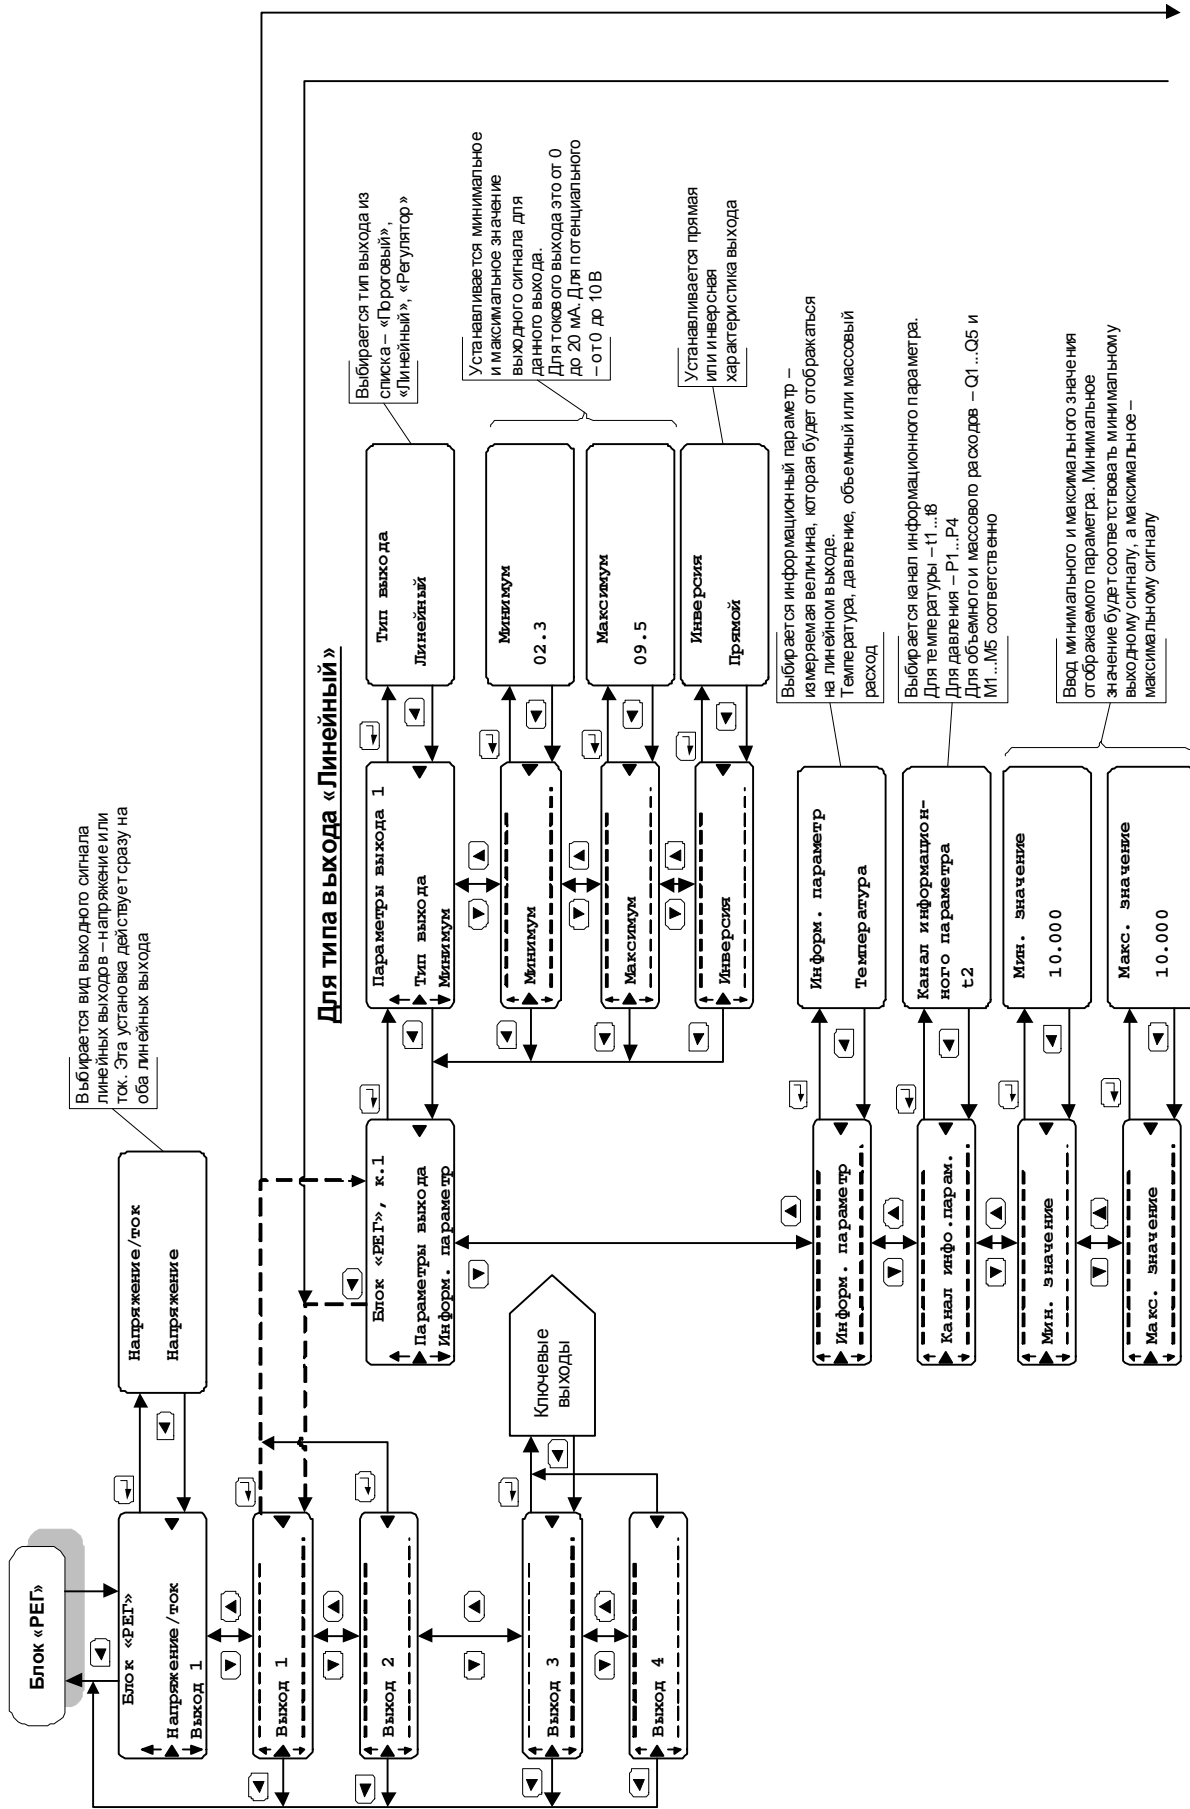 Блок «РЕГ»
Блок «РЕГ»
Напряжение/ток
Выход 1
Выход 1
Выход 2
Выход 3
Выход 4
Напряжение/ток
Напряжение
Выбирается вид выходного сигнала
линейных выходов – напряжение или
ток. Эта установка действует сразу на
оба линейных выхода
Ключевые
выходы
Для типа выхода «Линейный»
Блок «РЕГ», к.1
Параметры выхода
Информ. параметр
Параметры выхода 1
Тип выхода
Минимум
Минимум
Максимум
Инверсия
Тип выхода
Линейный
Минимум
02.3
Максимум
09.5
Инверсия
Прямой
Выбирается тип выхода из
списка – «Пороговый»,
«Линейный», «Регулятор»
Устанавливается минимальное
и максимальное значение
выходного сигнала для
данного выхода.
Для токового выхода это от 0
до 20 мА. Для потенциального
– от 0 до 10 В
Устанавливается прямая
или инверсная
характеристика выхода
Информ. параметр
Канал инфо.парам.
Мин. значение
Макс. значение
Информ. параметр
Температура
Канал информацион-
ного параметра
t2
Мин. значение
10.000
Макс. значение
10.000
Выбирается информационный параметр –
измеряемая величина, которая будет отображаться
на линейном выходе.
Температура, давление, объемный или массовый
расход
Выбирается канал информационного параметра.
Для температуры – t1...t8
Для давления – P1...P4
Для объемного и массового расходов – Q1...Q5 и
M1...M5 соответственно
Ввод минимального и максимального значения
отображаемого параметра. Минимальное
значение будет соответствовать минимальному
выходному сигналу, а максимальное –
максимальному сигналу